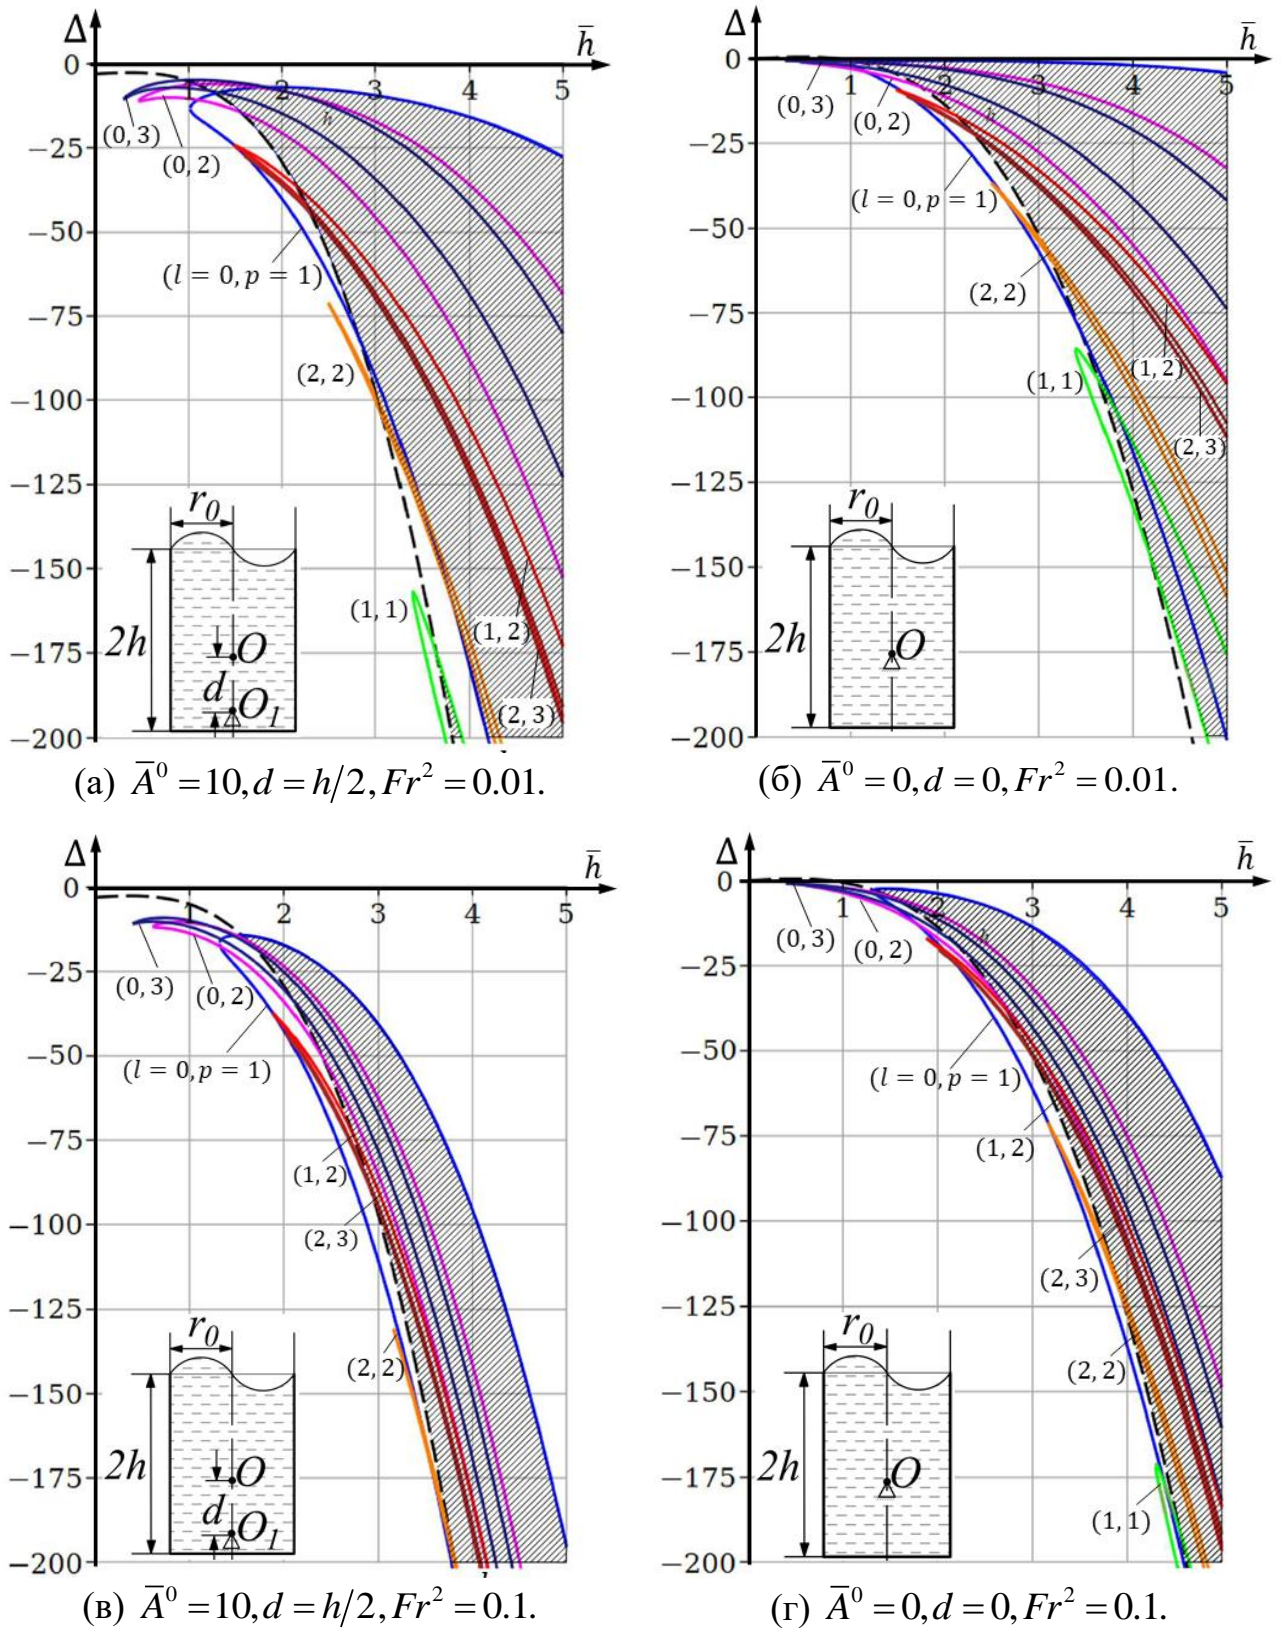 Δ h̅
0 2 3 4 5
h
(0, 3)
(0, 2)
−25
−50
(l = 0, p = 1)
−75
(2, 2)
−100
−125
−150
(1, 1)
(1, 2)
−175
(2, 3)
−200
r₀
2h
O
d
O₁
(а) A̅⁰ = 10, d = h/2, Fr² = 0.01.
Δ h̅
0 1 2 3 4 5
h
(0, 3)
(0, 2)
−25
(l = 0, p = 1)
−50
(2, 2)
−75
(1, 2)
(1, 1)
−100
(2, 3)
−125
−150
−175
−200
r₀
2h
O
(б) A̅⁰ = 0, d = 0, Fr² = 0.01.
Δ h̅
0 1 2 3 4 5
−25
(0, 3)
(0, 2)
−50
(l = 0, p = 1)
−75
(1, 2)
−100
(2, 3)
−125
(2, 2)
−150
−175
−200
r₀
2h
O
d
O₁
(в) A̅⁰ = 10, d = h/2, Fr² = 0.1.
Δ h̅
0 1 2 3 4 5
h
(0, 3)
(0, 2)
−25
−50
(l = 0, p = 1)
−75
(1, 2)
−100
(2, 3)
−125
(2, 2)
−150
−175
(1, 1)
−200
r₀
2h
O
(г) A̅⁰ = 0, d = 0, Fr² = 0.1.